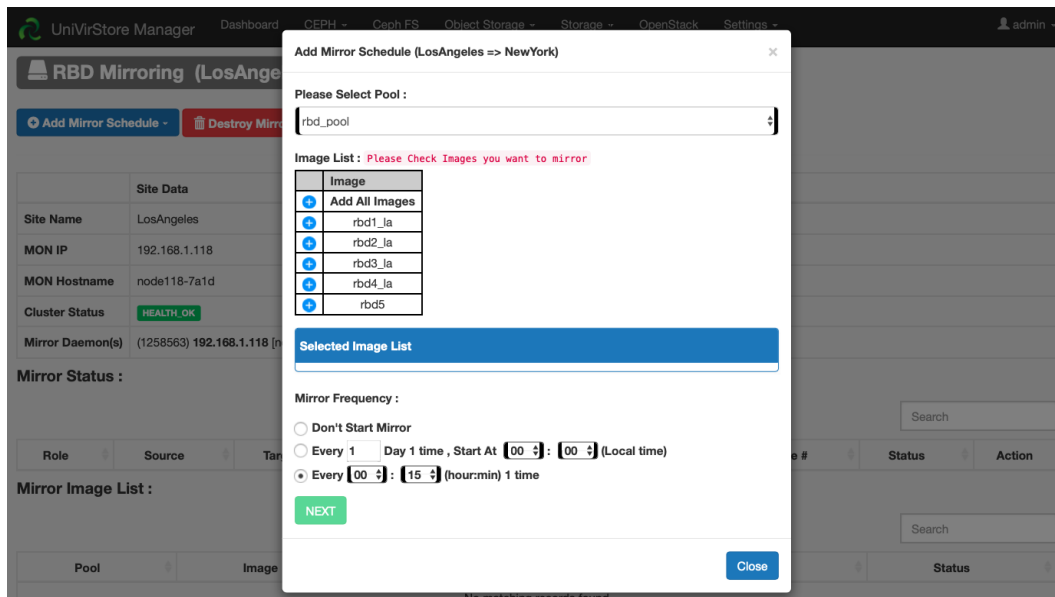 UniVirStore Manager Dashboard CEPH Ceph FS Object Storage Storage OpenStack Settings admin
RBD Mirroring (LosAnge
Add Mirror Schedule Destroy Mirro
Site Data
Site Name LosAngeles
MON IP 192.168.1.118
MON Hostname node118-7a1d
Cluster Status HEALTH_OK
Mirror Daemon(s) (1258563) 192.168.1.118 [n
Mirror Status :
Search
Role Source Tar e # Status Action
Mirror Image List :
Search
Pool Image Status
No matching records found
Add Mirror Schedule (LosAngeles => NewYork) ×
Please Select Pool :
rbd_pool
Image List : Please Check Images you want to mirror
Image
Add All Images
rbd1_la
rbd2_la
rbd3_la
rbd4_la
rbd5
Selected Image List
Mirror Frequency :
Don't Start Mirror
Every 1 Day 1 time , Start At 00 : 00 (Local time)
Every 00 : 15 (hour:min) 1 time
NEXT
Close